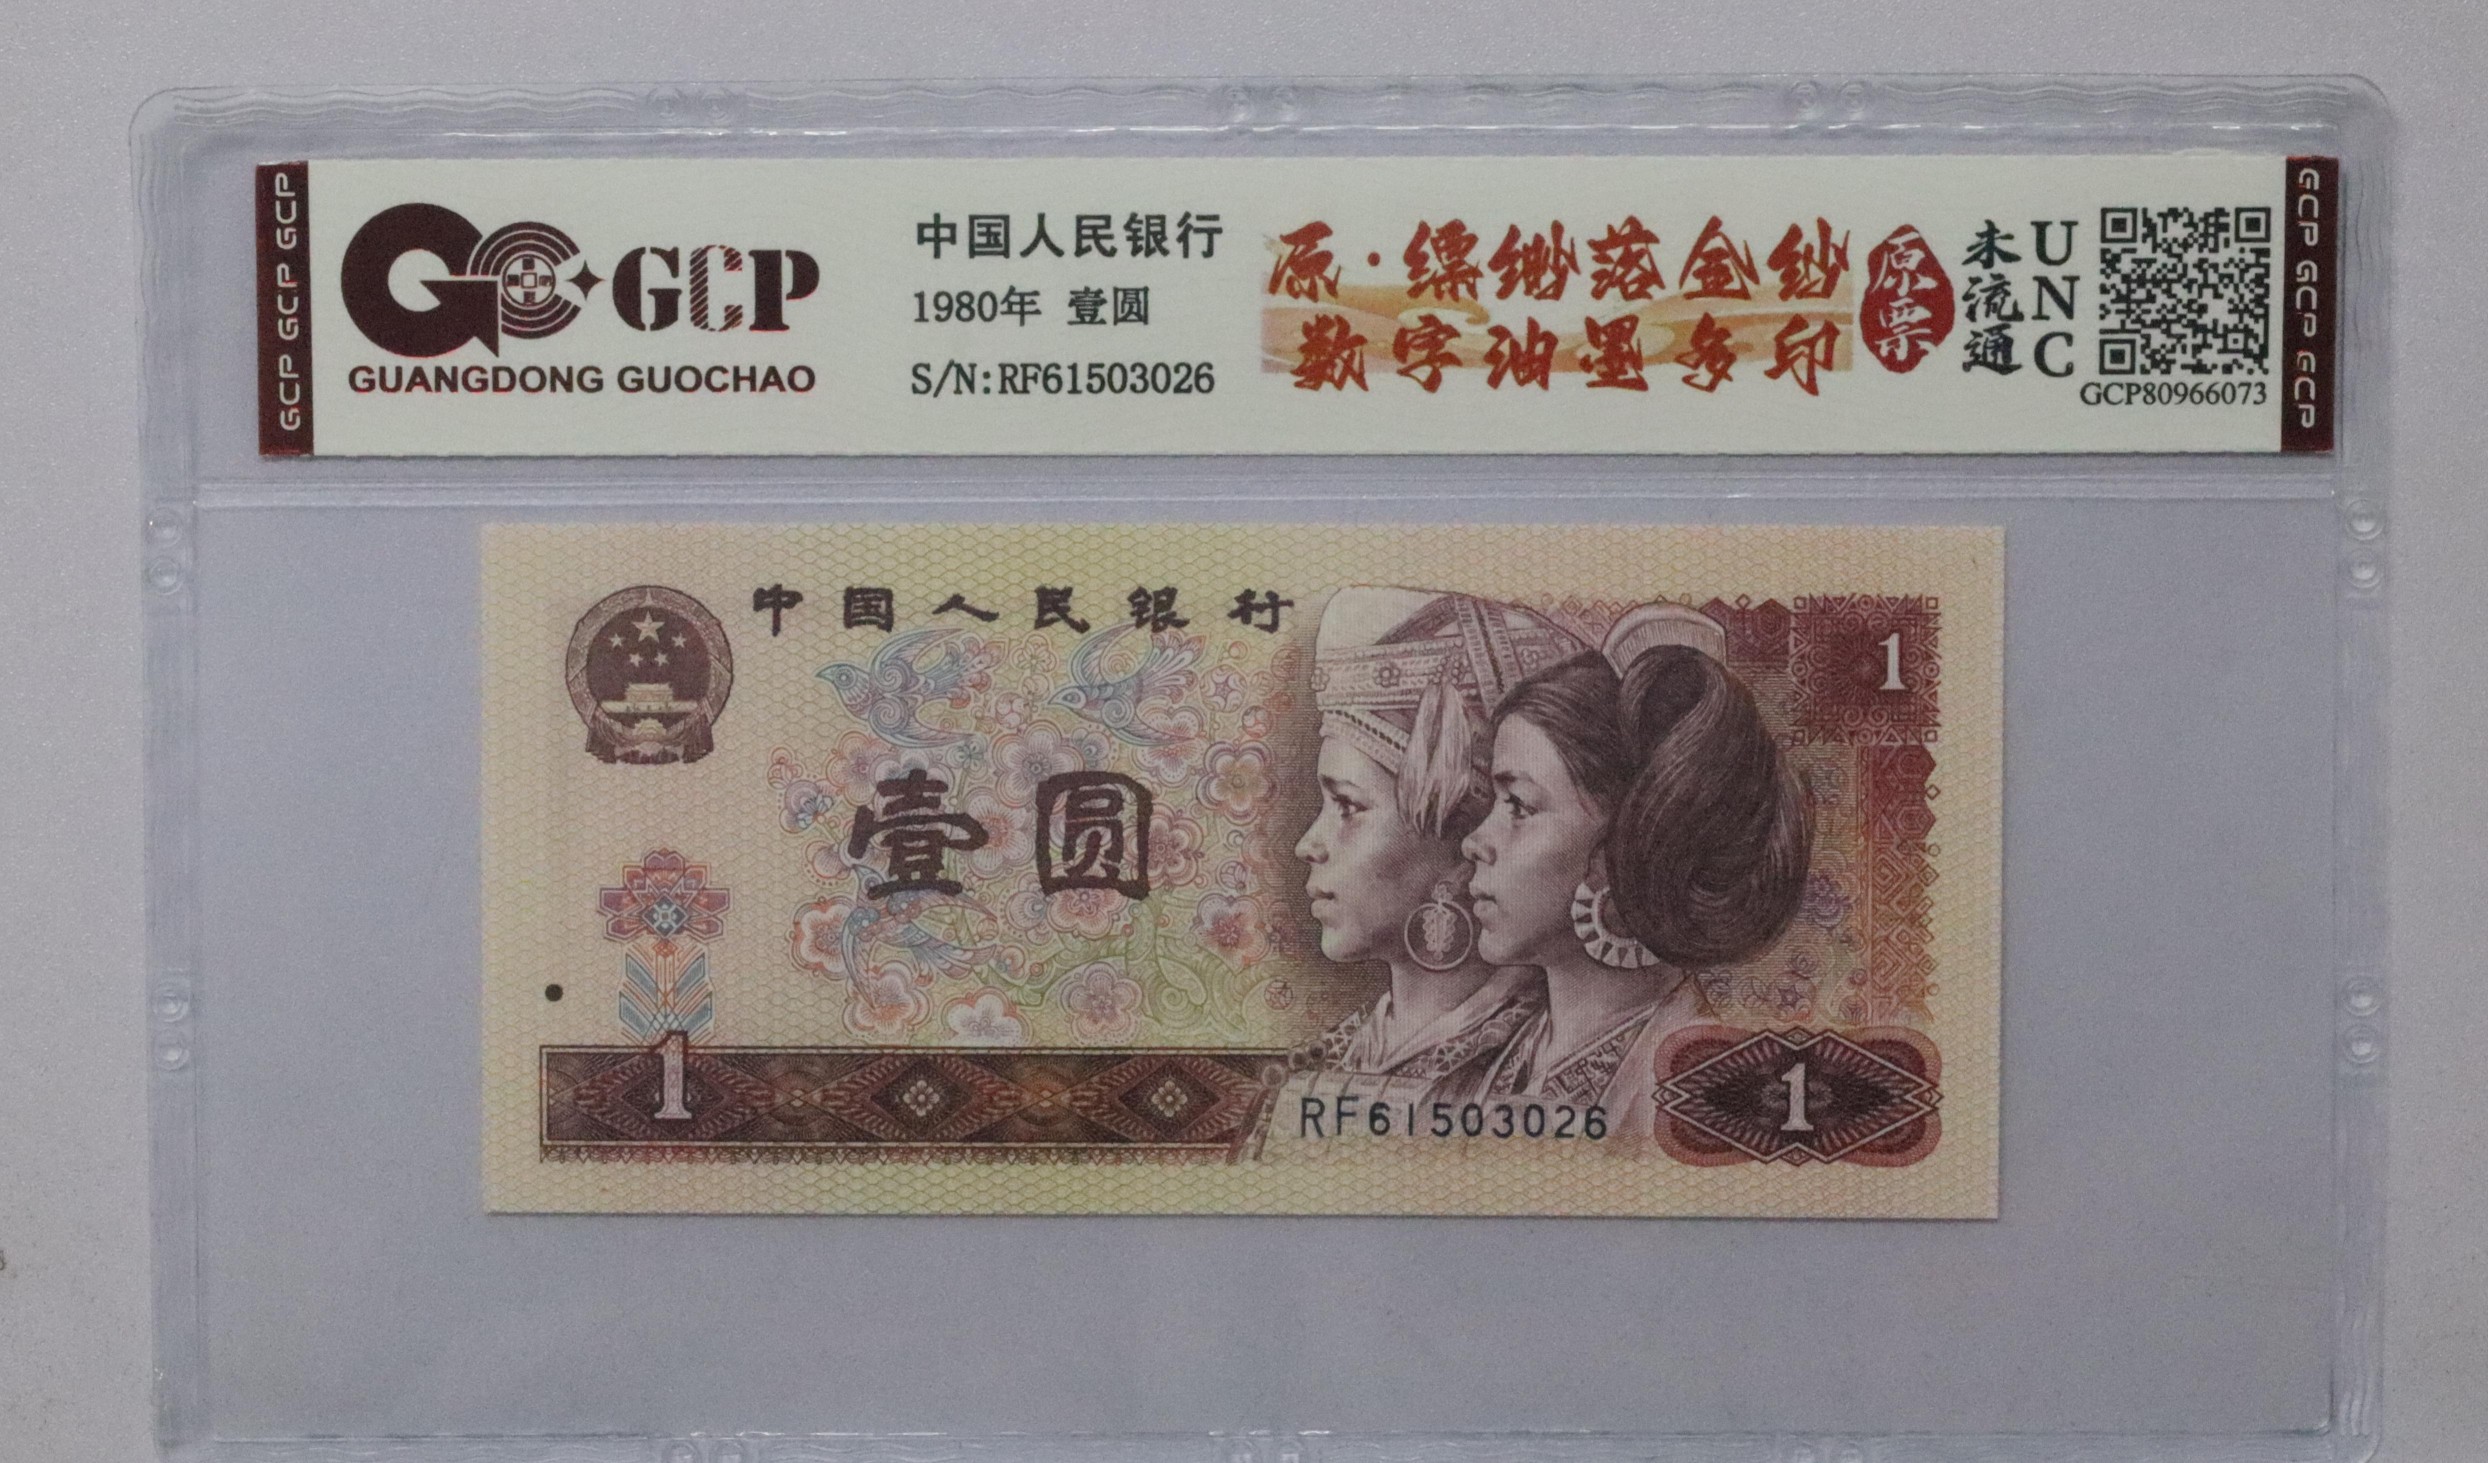 GCP GCP GCP
GCP
GUANGDONG GUOCHAO
中国人民银行
1980年 壹圆
S/N:RF61503026
原·缥缈落金纱
数字油墨多印
原票
未流通
UNC
GCP80966073
GCP GCP GCP
中国人民银行
1
壹圆
1
RF61503026
1